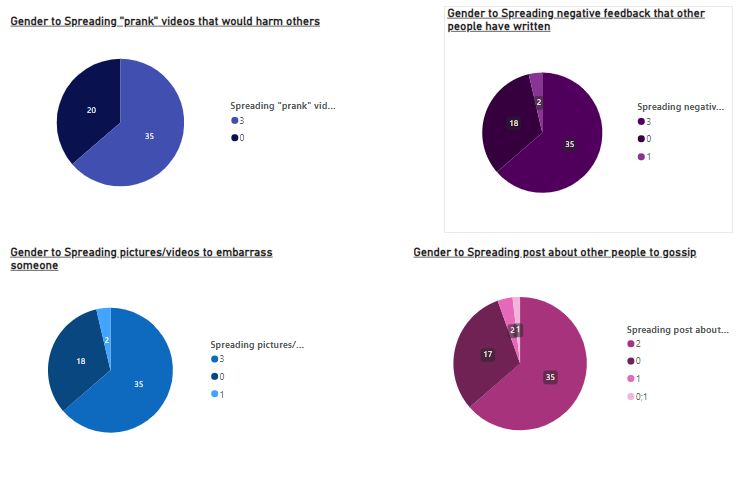 Gender to Spreading "prank" videos that would harm others
20
35
Spreading "prank" vid...
3
0
Gender to Spreading negative feedback that other
people have written
2
18
35
Spreading negativ...
3
0
1
Gender to Spreading pictures/videos to embarrass
someone
2
18
35
Spreading pictures/...
3
0
1
Gender to Spreading post about other people to gossip
2 1
17
35
Spreading post about...
2
0
1
0;1